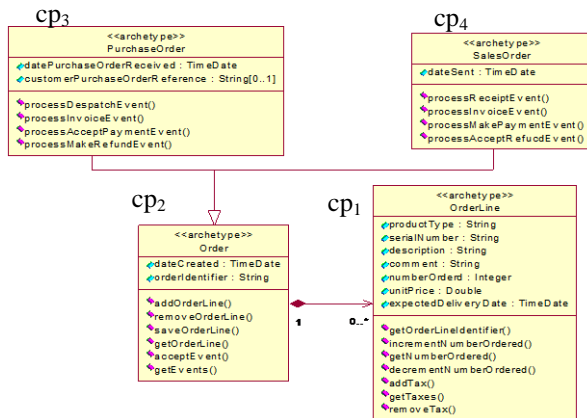 cp3
<<archetype>>
PurchaseOrder
datePurchaseOrderReceived : TimeDate
customerPurchaseOrderReference : String[0..1]
processDespatchEvent()
processInvoiceEvent()
processAcceptPaymentEvent()
processMakeRefundEvent()
cp4
<<archetype>>
SalesOrder
dateSent : TimeDate
processReceiptEvent()
processInvoiceEvent()
processMakePaymentEvent()
processAcceptRefucdEvent()
cp2
<<archetype>>
Order
dateCreated : TimeDate
orderIdentifier : String
addOrderLine()
removeOrderLine()
saveOrderLine()
getOrderLine()
acceptEvent()
getEvents()
1
0..*
cp1
<<archetype>>
OrderLine
productType : String
serialNumber : String
description : String
comment : String
numberOrderd : Integer
unitPrice : Double
expectedDeliveryDate : TimeDate
getOrderLineIdentifier()
incrementNumberOrdered()
getNumberOrdered()
decrementNumberOrdered()
addTax()
getTaxes()
removeTax()